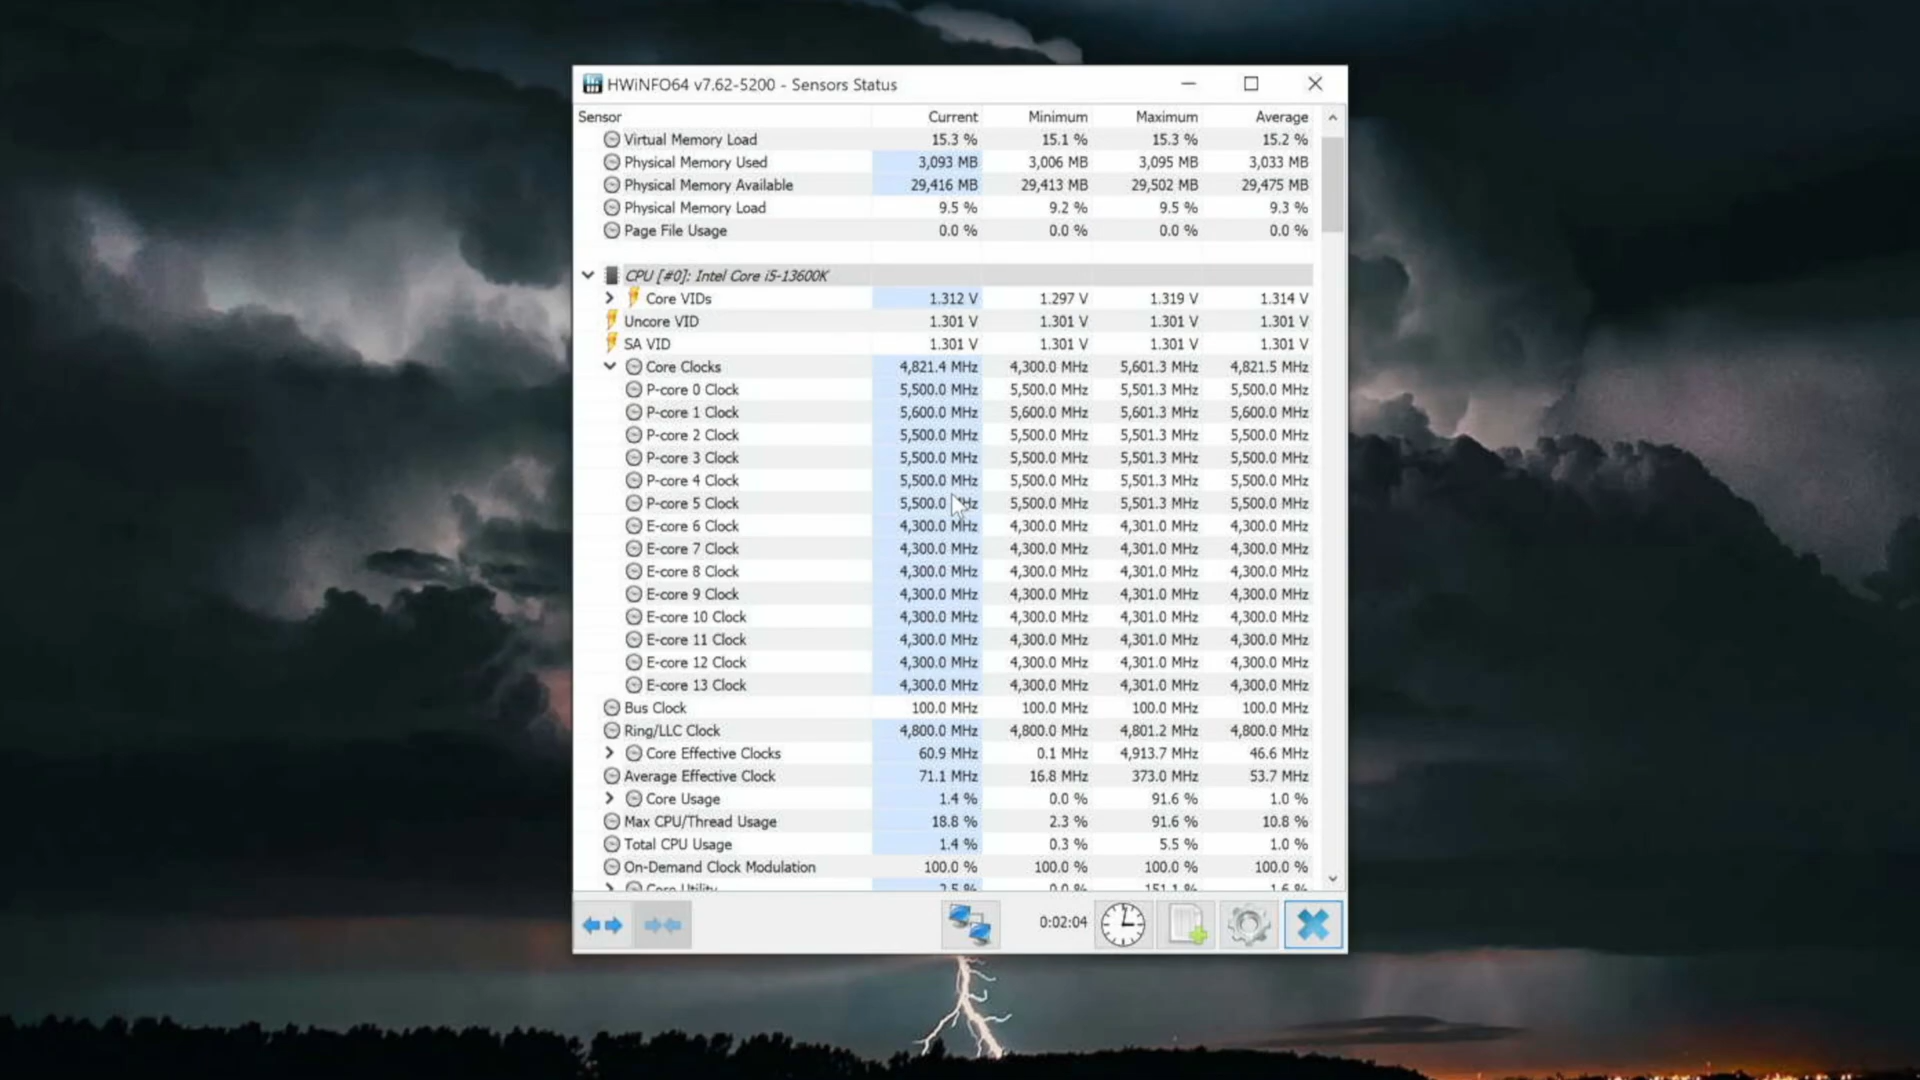 HWiNFO64 v7.62-5200 - Sensors Status
Sensor Current Minimum Maximum Average
Virtual Memory Load 15.3 % 15.1 % 15.3 % 15.2 %
Physical Memory Used 3,093 MB 3,006 MB 3,095 MB 3,033 MB
Physical Memory Available 29,416 MB 29,413 MB 29,502 MB 29,475 MB
Physical Memory Load 9.5 % 9.2 % 9.5 % 9.3 %
Page File Usage 0.0 % 0.0 % 0.0 % 0.0 %
CPU [#0]: Intel Core i5-13600K
Core VIDs 1.312 V 1.297 V 1.319 V 1.314 V
Uncore VID 1.301 V 1.301 V 1.301 V 1.301 V
SA VID 1.301 V 1.301 V 1.301 V 1.301 V
Core Clocks 4,821.4 MHz 4,300.0 MHz 5,601.3 MHz 4,821.5 MHz
P-core 0 Clock 5,500.0 MHz 5,500.0 MHz 5,501.3 MHz 5,500.0 MHz
P-core 1 Clock 5,600.0 MHz 5,600.0 MHz 5,601.3 MHz 5,600.0 MHz
P-core 2 Clock 5,500.0 MHz 5,500.0 MHz 5,501.3 MHz 5,500.0 MHz
P-core 3 Clock 5,500.0 MHz 5,500.0 MHz 5,501.3 MHz 5,500.0 MHz
P-core 4 Clock 5,500.0 MHz 5,500.0 MHz 5,501.3 MHz 5,500.0 MHz
P-core 5 Clock 5,500.0 MHz 5,500.0 MHz 5,501.3 MHz 5,500.0 MHz
E-core 6 Clock 4,300.0 MHz 4,300.0 MHz 4,301.0 MHz 4,300.0 MHz
E-core 7 Clock 4,300.0 MHz 4,300.0 MHz 4,301.0 MHz 4,300.0 MHz
E-core 8 Clock 4,300.0 MHz 4,300.0 MHz 4,301.0 MHz 4,300.0 MHz
E-core 9 Clock 4,300.0 MHz 4,300.0 MHz 4,301.0 MHz 4,300.0 MHz
E-core 10 Clock 4,300.0 MHz 4,300.0 MHz 4,301.0 MHz 4,300.0 MHz
E-core 11 Clock 4,300.0 MHz 4,300.0 MHz 4,301.0 MHz 4,300.0 MHz
E-core 12 Clock 4,300.0 MHz 4,300.0 MHz 4,301.0 MHz 4,300.0 MHz
E-core 13 Clock 4,300.0 MHz 4,300.0 MHz 4,301.0 MHz 4,300.0 MHz
Bus Clock 100.0 MHz 100.0 MHz 100.0 MHz 100.0 MHz
Ring/LLC Clock 4,800.0 MHz 4,800.0 MHz 4,801.2 MHz 4,800.0 MHz
Core Effective Clocks 60.9 MHz 0.1 MHz 4,913.7 MHz 46.6 MHz
Average Effective Clock 71.1 MHz 16.8 MHz 373.0 MHz 53.7 MHz
Core Usage 1.4 % 0.0 % 91.6 % 1.0 %
Max CPU/Thread Usage 18.8 % 2.3 % 91.6 % 10.8 %
Total CPU Usage 1.4 % 0.3 % 5.5 % 1.0 %
On-Demand Clock Modulation 100.0 % 100.0 % 100.0 % 100.0 %
Core Utility 2.5 % 0.0 % 151.1 % 1.6 %
0:02:04